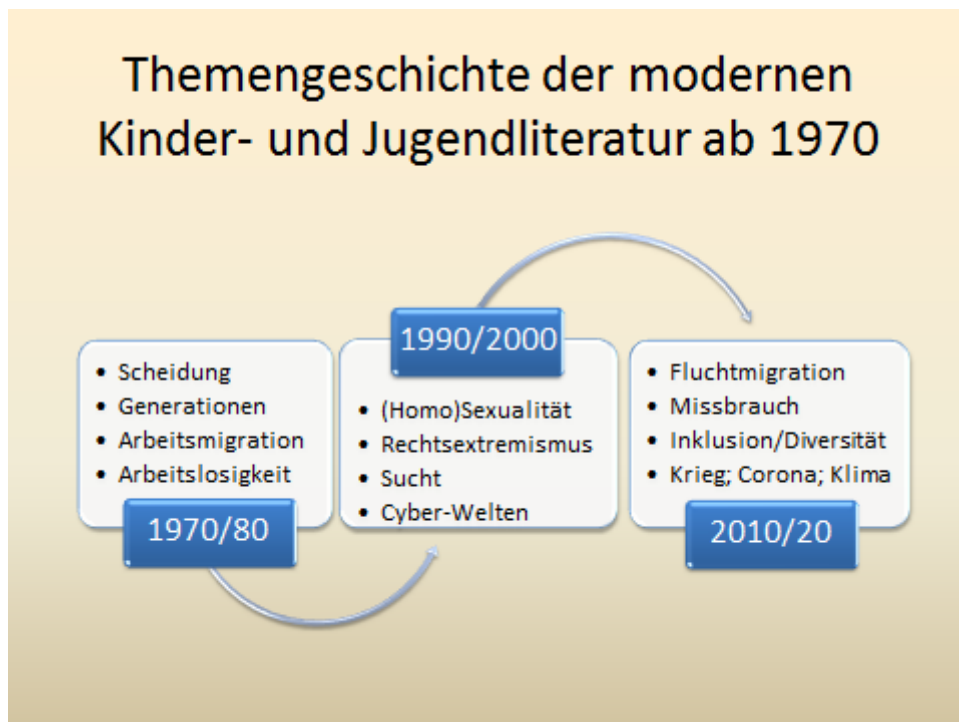 Themengeschichte der modernen
Kinder- und Jugendliteratur ab 1970
• Scheidung
• Generationen
• Arbeitsmigration
• Arbeitslosigkeit
1970/80
1990/2000
• (Homo)Sexualität
• Rechtsextremismus
• Sucht
• Cyber-Welten
• Fluchtmigration
• Missbrauch
• Inklusion/Diversität
• Krieg; Corona; Klima
2010/20